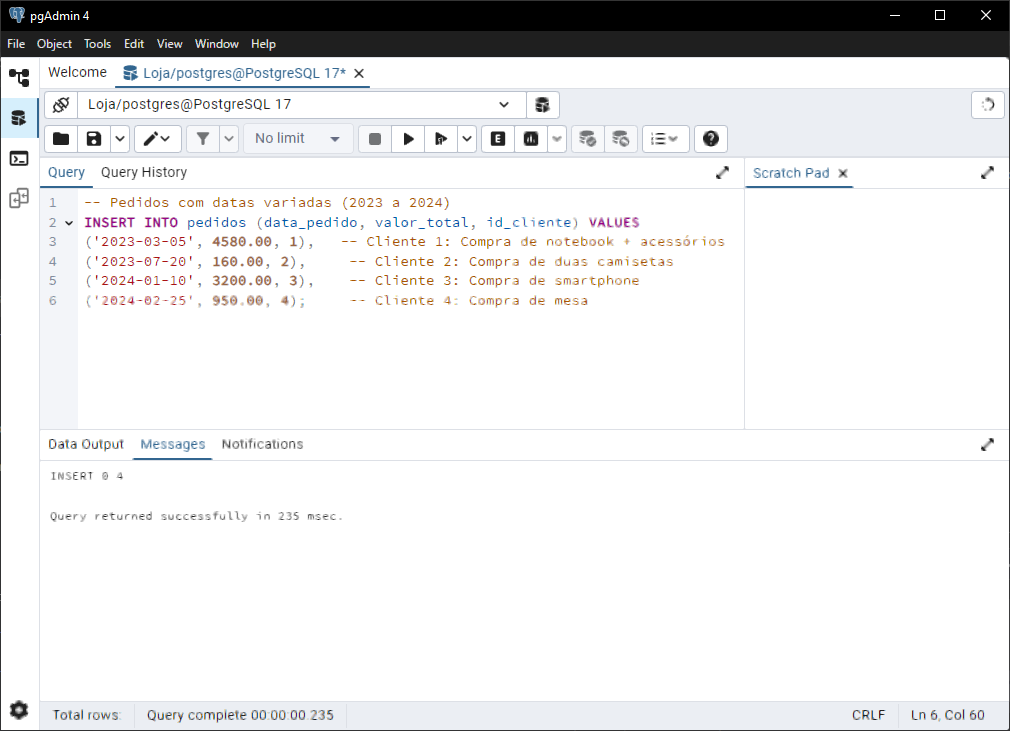 pgAdmin 4
File Object Tools Edit View Window Help
Welcome Loja/postgres@PostgreSQL 17*
Loja/postgres@PostgreSQL 17
No limit E
Query Query History Scratch Pad
1 -- Pedidos com datas variadas (2023 a 2024)
2 INSERT INTO pedidos (data_pedido, valor_total, id_cliente) VALUES
3 ('2023-03-05', 4580.00, 1), -- Cliente 1: Compra de notebook + acessórios
4 ('2023-07-20', 160.00, 2), -- Cliente 2: Compra de duas camisetas
5 ('2024-01-10', 3200.00, 3), -- Cliente 3: Compra de smartphone
6 ('2024-02-25', 950.00, 4); -- Cliente 4: Compra de mesa
Data Output Messages Notifications
INSERT 0 4
Query returned successfully in 235 msec.
Total rows: Query complete 00:00:00.235 CRLF Ln 6, Col 60